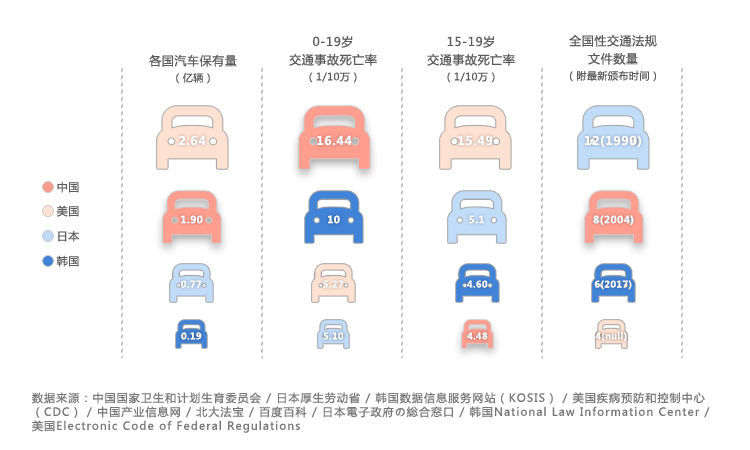 各国汽车保有量
（亿辆）
0-19岁
交通事故死亡率
（1/10万）
15-19岁
交通事故死亡率
（1/10万）
全国性交通法规
文件数量
（附最新颁布时间）
中国
美国
日本
韩国
2.64
16.44
15.49
12(1990)
1.90
10
5.1
8(2004)
0.77
5.27
4.60
6(2017)
0.19
5.10
4.48
4(null)
数据来源：中国国家卫生和计划生育委员会 / 日本厚生劳动省 / 韩国数据信息服务网站（KOSIS）/ 美国疾病预防和控制中心
（CDC）/ 中国产业信息网 / 北大法宝 / 百度百科 / 日本電子政府の総合窓口 / 韩国National Law Information Center /
美国Electronic Code of Federal Regulations